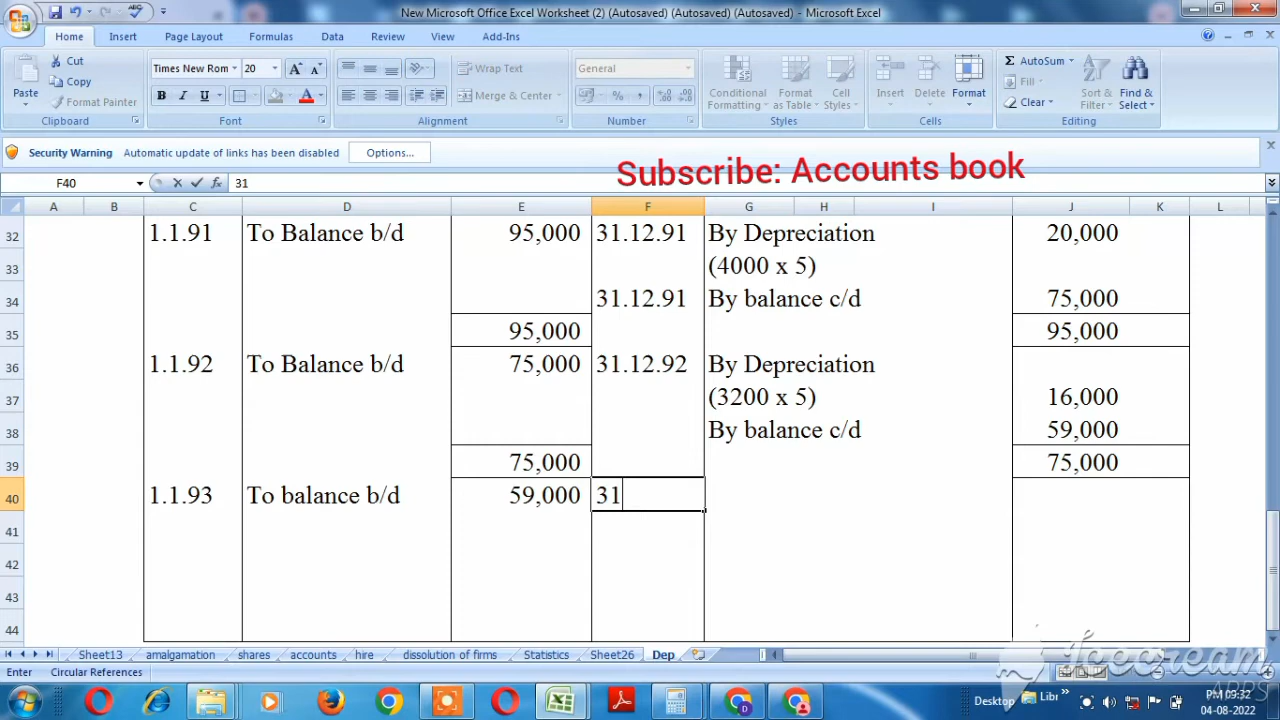 New Microsoft Office Excel Worksheet (2) (Autosaved) (Autosaved) (Autosaved) - Microsoft Excel
Home Insert Page Layout Formulas Data Review View Add-Ins
Paste Cut Times New Rom 20 Wrap Text General Conditional Formatting Format as Table Cell Styles Insert Delete Format AutoSum Sort & Filter Find & Select
Copy Fill
Format Painter Merge & Center Clear
Clipboard Font Alignment Number Styles Cells Editing
Security Warning Automatic update of links has been disabled Options...
Subscribe: Accounts book
F40 fx 31
A B C D E F G H I J K L
32 1.1.91 To Balance b/d 95,000 31.12.91 By Depreciation 20,000
33 (4000 x 5)
34 31.12.91 By balance c/d 75,000
35 95,000 95,000
36 1.1.92 To Balance b/d 75,000 31.12.92 By Depreciation
37 (3200 x 5) 16,000
38 By balance c/d 59,000
39 75,000 75,000
40 1.1.93 To balance b/d 59,000 31
41
42
43
44
Sheet13 amalgamation shares accounts hire dissolution of firms Statistics Sheet26 Dep
Enter Circular References
Icecream
APPS
Desktop Libr » PM 09:32
04-08-2022